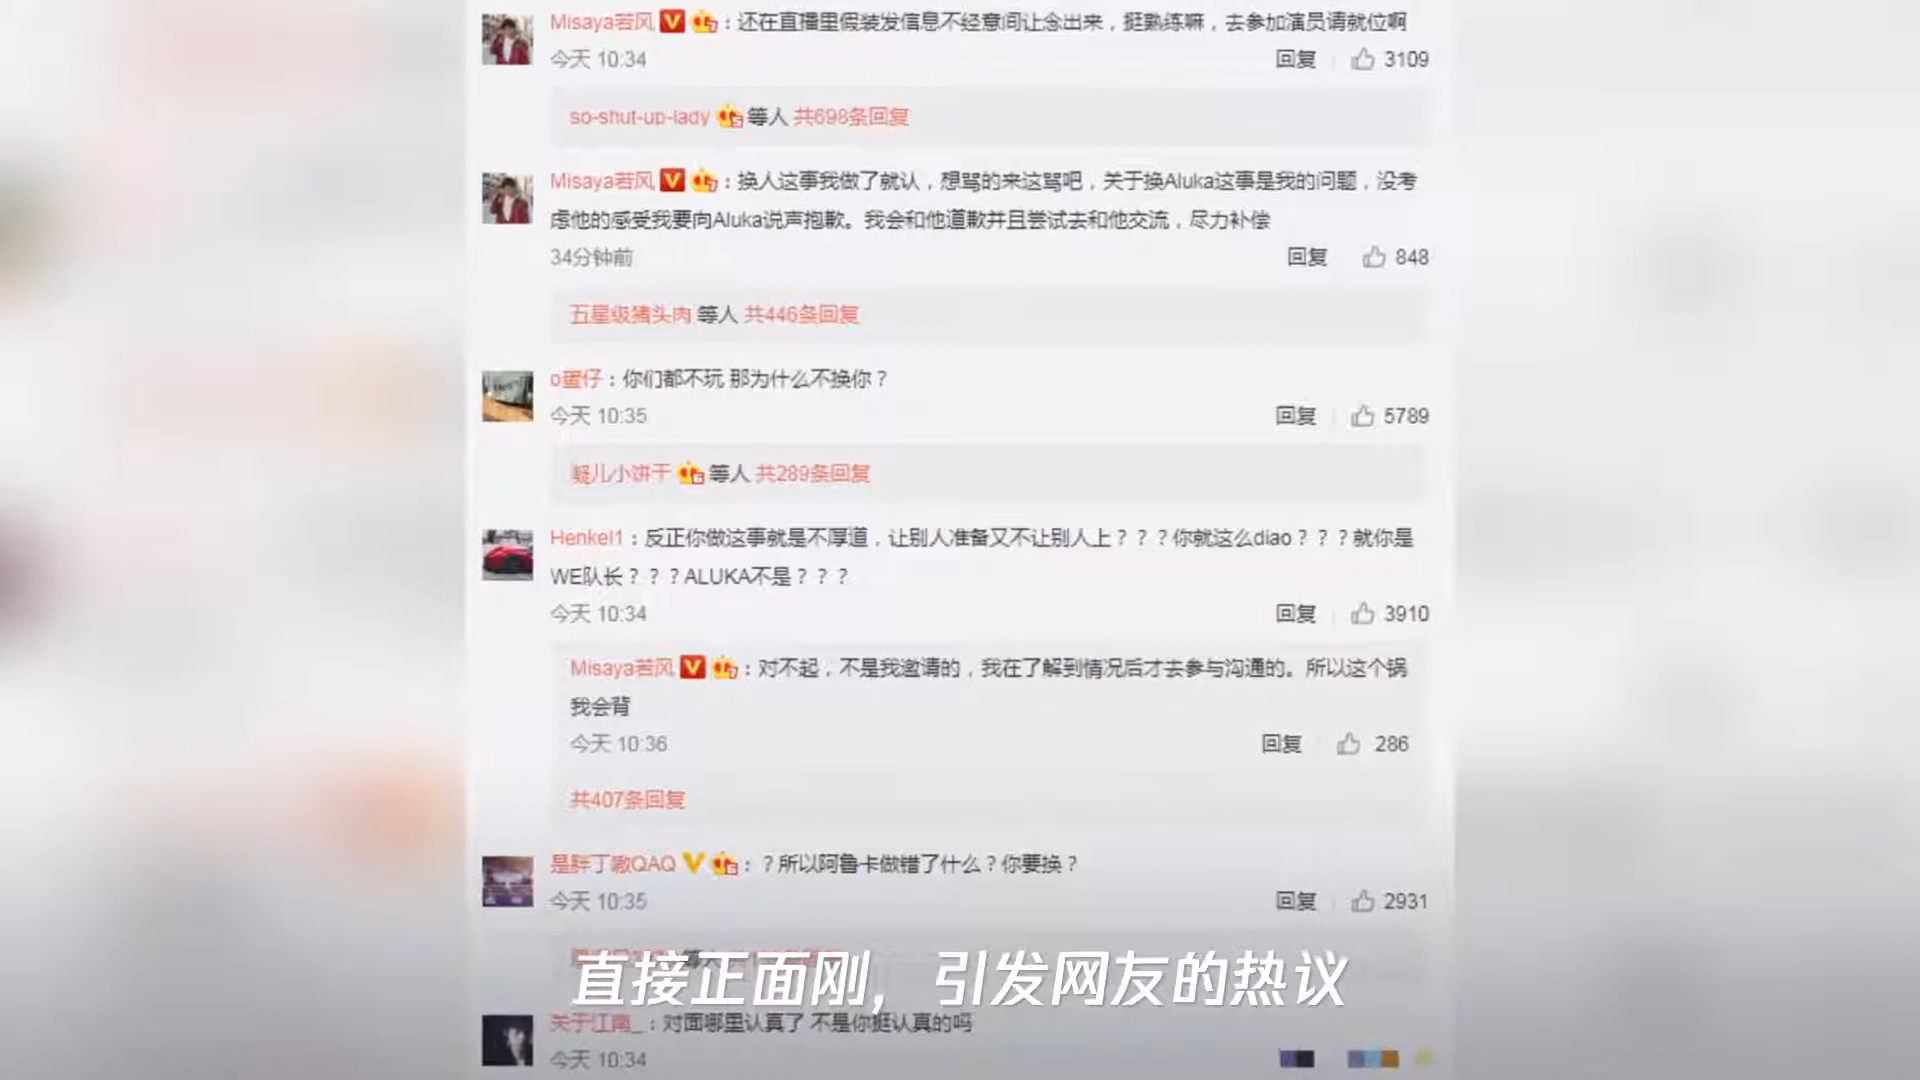 Misaya若风：还在直播里假装发信息不经意间让念出来，挺熟练嘛，去参加演员请就位啊
今天 10:34 回复 3109
so-shut-up-lady 等人 共698条回复
Misaya若风：换人这事我做了就认，想骂的来这骂吧，关于换Aluka这事是我的问题，没考
虑他的感受我要向Aluka说声抱歉。我会和他道歉并且尝试去和他交流，尽力补偿
34分钟前 回复 848
五星级猪头肉 等人 共446条回复
o蛋仔：你们都不玩 那为什么不换你？
今天 10:35 回复 5789
疑儿小饼干 等人 共289条回复
Henkel1：反正你做这事就是不厚道，让别人准备又不让别人上？？？你就这么diao？？？就你是
WE队长？？？ALUKA不是？？？
今天 10:34 回复 3910
Misaya若风：对不起，不是我邀请的，我在了解到情况后才去参与沟通的。所以这个锅
我会背
今天 10:36 回复 286
共407条回复
是胖丁嗷QAQ：？所以阿鲁卡做错了什么？你要换？
今天 10:35 回复 2931
直接正面刚，引发网友的热议
关于江南_：对面哪里认真了 不是你挺认真的吗
今天 10:34